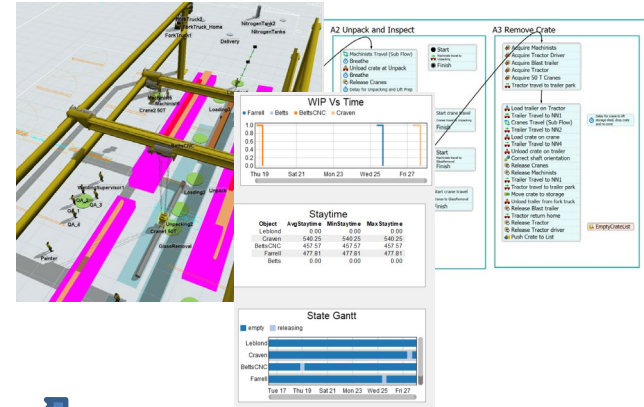 ForkTruck2
ForkTruck_Home
ForkTruck1
NitrogenTank2
NitrogenTanks
Delivery
Machinist
Crane2 50T
BettsCNC
Loading2
Unpacking2
Crane1 50T
GlassRemoval
QA_2
QA_1
QA_3
QA_4
Painter
A2 Unpack and Inspect
Machinists Travel (Sub Flow)
Breathe
Unload crate at Unpack
Breathe
Release Cranes
Delay for Unpacking and Lift Prep
Start
Finish
Start crane travel
Finish
Start
Finish
Start crane travel
Finish
A3 Remove Crate
Acquire Machinists
Acquire Tractor Driver
Acquire Blast trailer
Acquire Tractor
Acquire 50 T Cranes
Tractor travel to trailer park
Load trailer on Tractor
Trailer Travel to NN1
Cranes Travel (Sub Flow)
Trailer Travel to NN2
Load crate on crane
Trailer Travel to NN4
Unload crate on trailer
Correct shaft orientation
Release Cranes
Release Machinists
Trailer Travel to NN1
Tractor travel to trailer park
Move crate to storage
Unload trailer from fork truck
Release Blast trailer
Tractor return home
Release Tractor
Release Tractor driver
Push Crate to List
EmptyCrateList
WIP Vs Time
Farrell Betts BettsCNC Craven
1.0
0.8
0.6
0.4
0.2
0.0
Thu 19 Sat 21 Mon 23 Wed 25 Fri 27
Staytime
Object AvgStaytime MinStaytime MaxStaytime
Leblond 0.00 0.00 0.00
Craven 540.25 540.25 540.25
BettsCNC 457.57 457.57 457.57
Farrell 477.81 477.81 477.81
Betts 0.00 0.00 0.00
State Gantt
empty releasing
Leblond
Craven
BettsCNC
Farrell
Tue 17 Thu 19 Sat 21 Mon 23 Wed 25 Fri 27